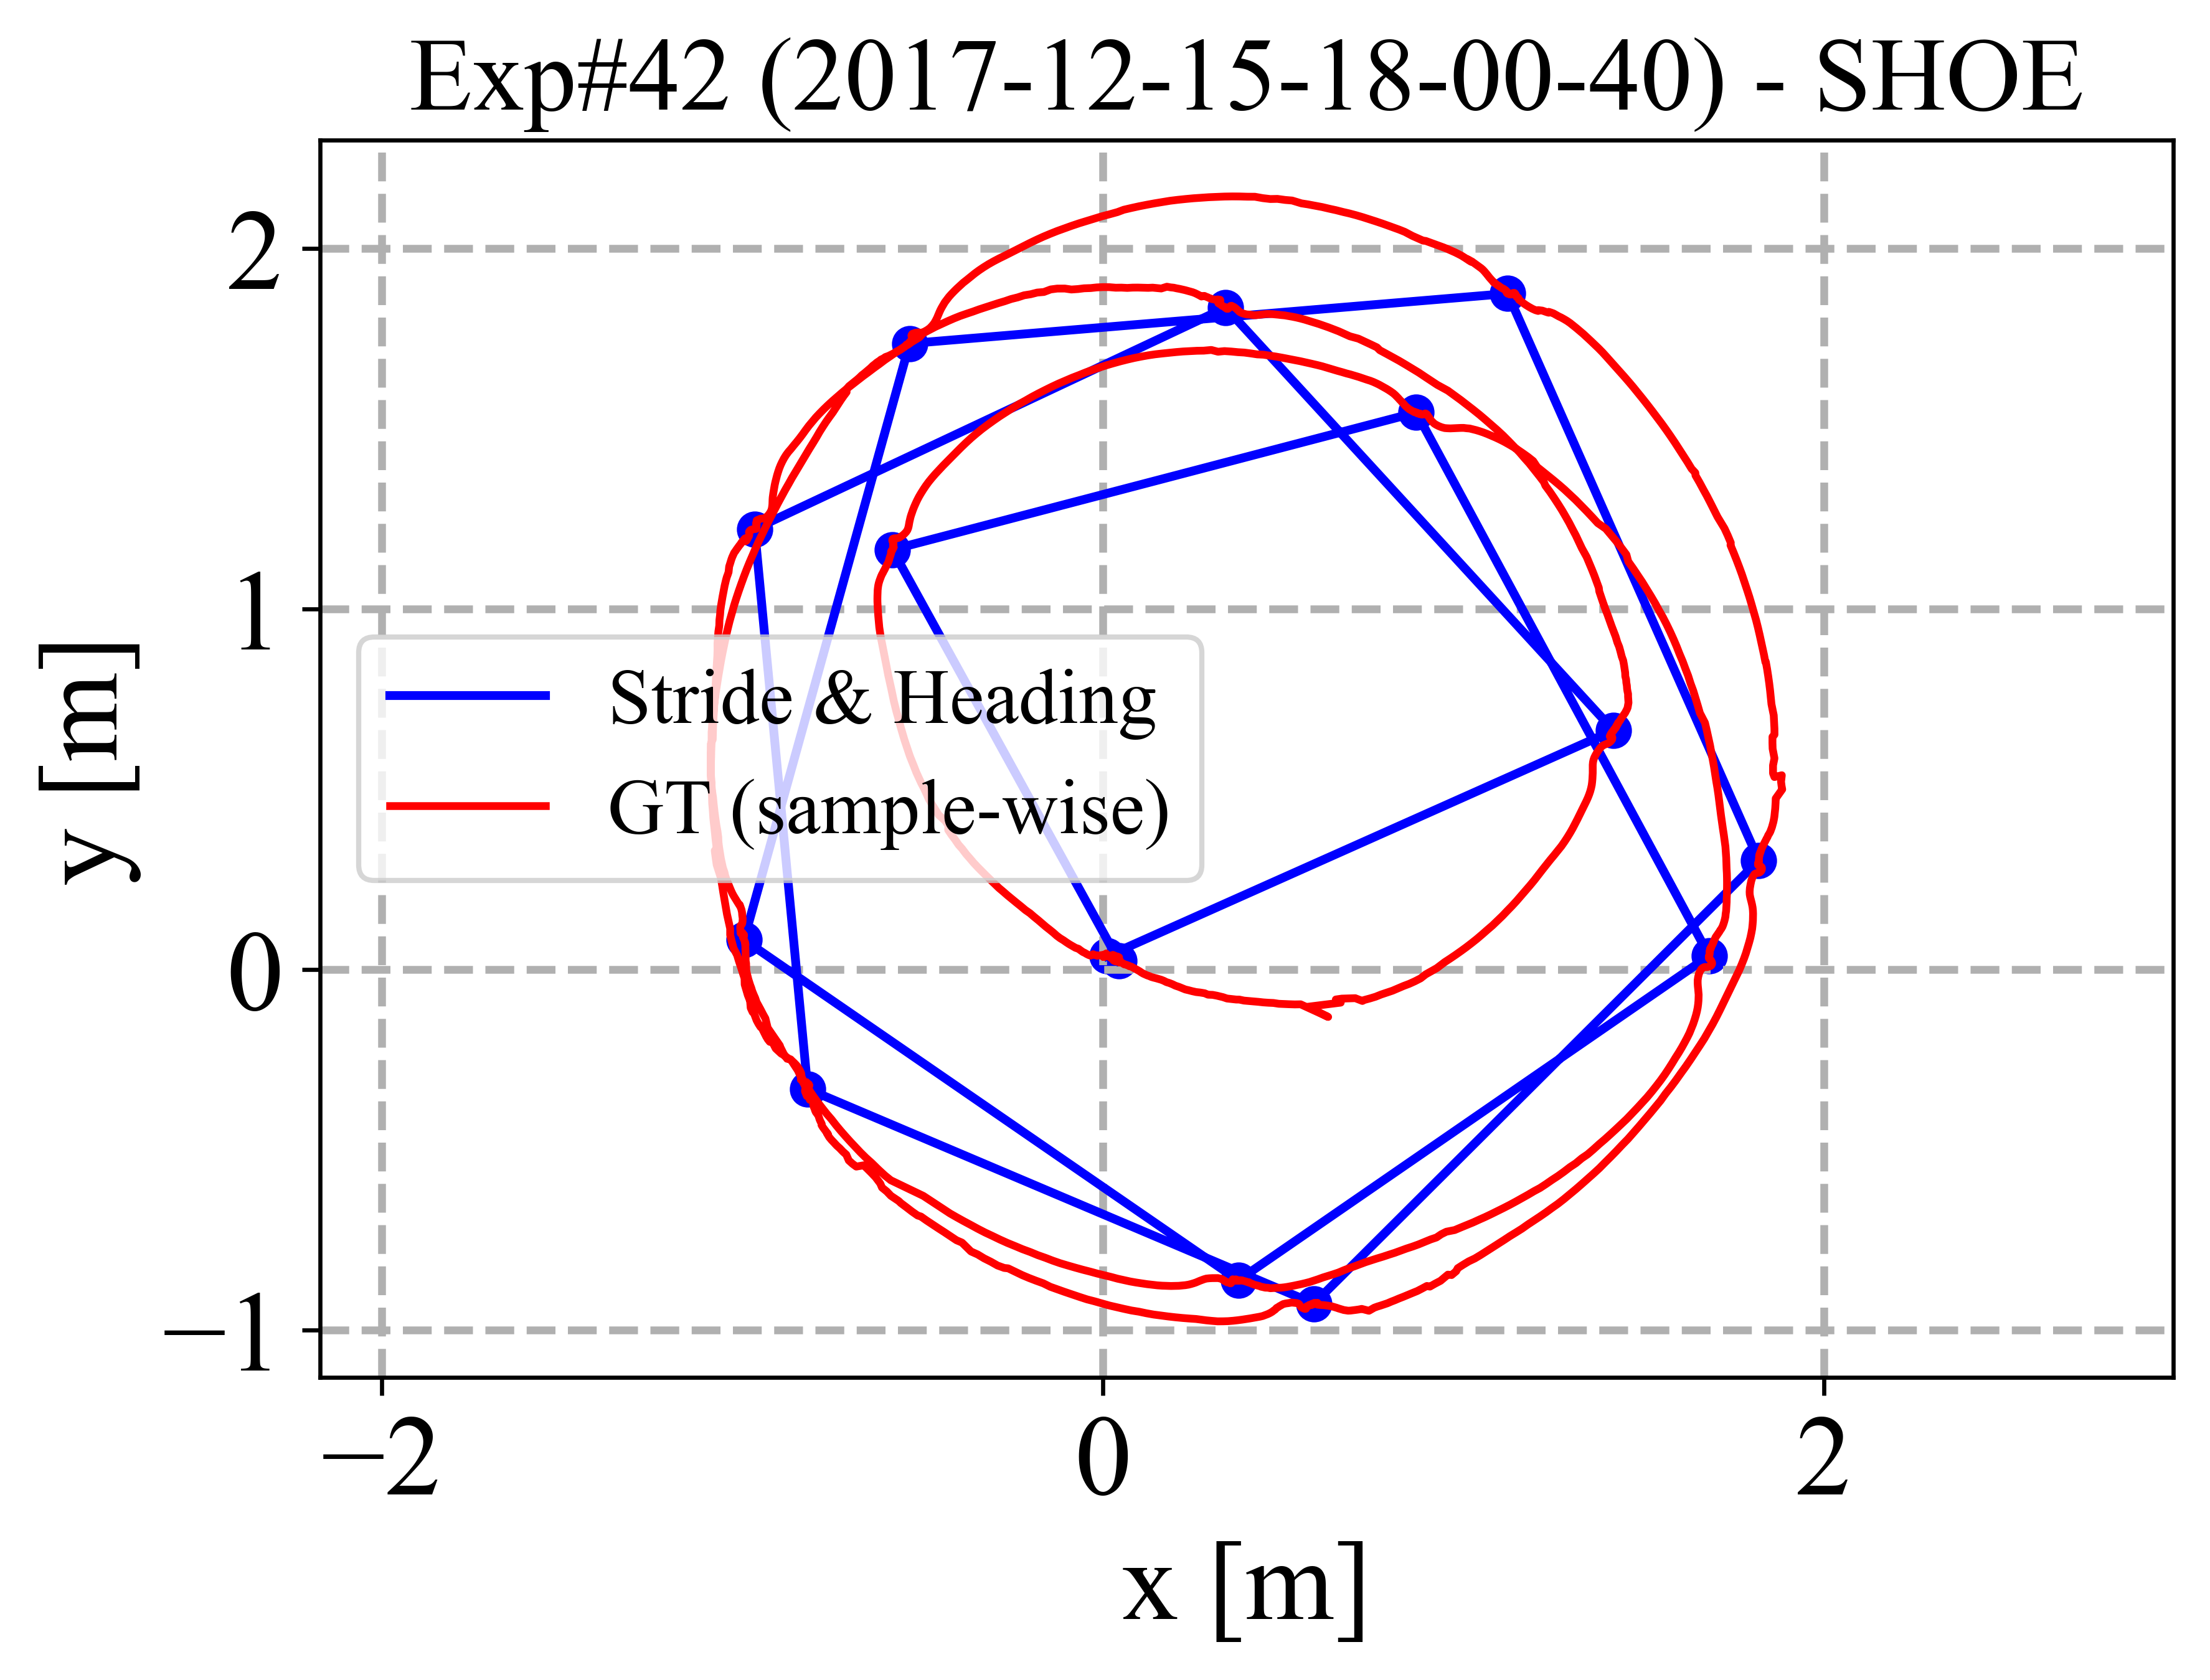 Exp#42 (2017-12-15-18-00-40) - SHOE
2
1
0
−1
y [m]
Stride & Heading
GT (sample-wise)
−2 0 2
x [m]